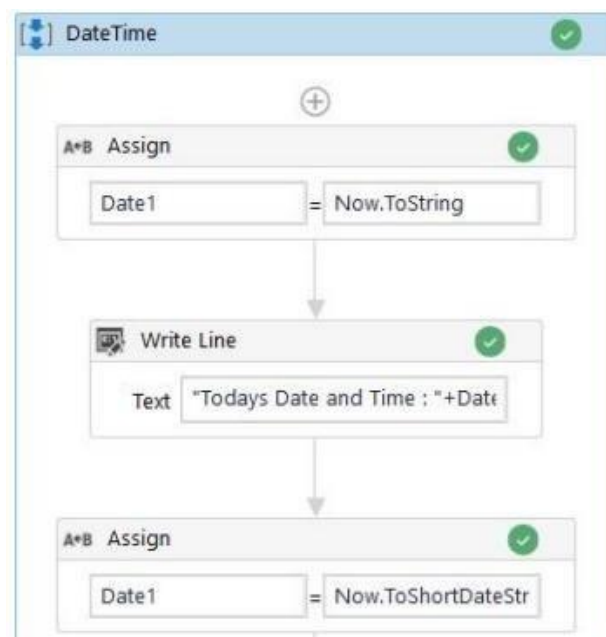 DateTime
A+B Assign
Date1 = Now.ToString
Write Line
Text "Todays Date and Time : "+Date
A+B Assign
Date1 = Now.ToShortDateStr